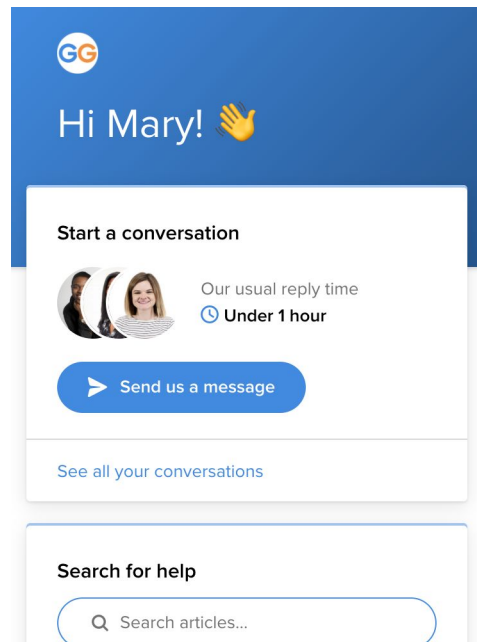 GG
Hi Mary! 👋
Start a conversation
Our usual reply time
Under 1 hour
Send us a message
See all your conversations
Search for help
Search articles...